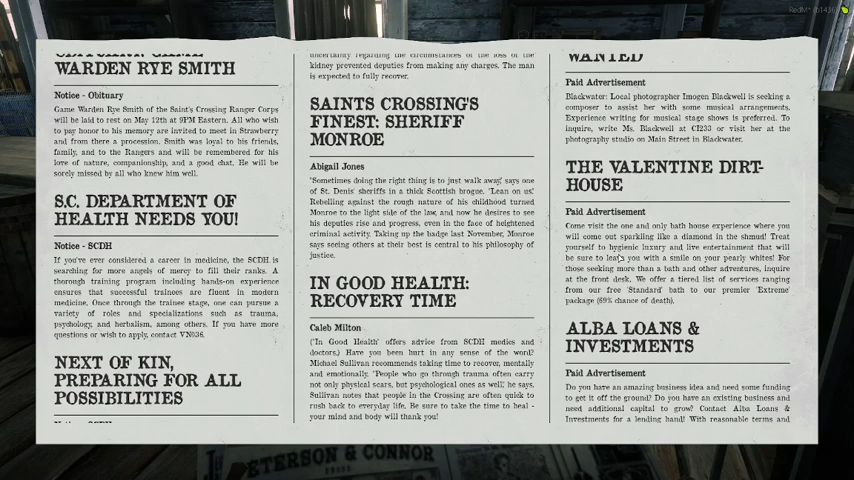 WARDEN RYE SMITH
Notice - Obituary
Game Warden Rye Smith of the Saint's Crossing Ranger Corps
will be laid to rest on May 12th at 9PM Eastern. All who wish
to pay honor to his memory are invited to meet in Strawberry
and from there a procession. Smith was loyal to his friends,
family, and to the Rangers and will be remembered for his
love of nature, companionship, and a good chat. He will be
sorely missed by all who knew him well.
S.C. DEPARTMENT OF
HEALTH NEEDS YOU!
Notice - SCDH
If you've ever considered a career in medicine, the SCDH is
searching for more angels of mercy to fill their ranks. A
thorough training program including hands-on experience
ensures that successful trainees are fluent in modern
medicine. Once through the trainee stage, one can pursue a
variety of roles and specializations such as trauma,
psychology, and herbalism, among others. If you have more
questions or wish to apply, contact VN036.
NEXT OF KIN,
PREPARING FOR ALL
POSSIBILITIES
Notice - SCDH
uncertainty regarding the circumstances of the loss of the
kidney prevented deputies from making any charges. The man
is expected to fully recover.
SAINTS CROSSING'S
FINEST: SHERIFF
MONROE
Abigail Jones
'Sometimes doing the right thing is to just walk away,' says one
of St. Denis' sheriffs in a thick Scottish brogue. 'Lean on us.'
Rebelling against the rough nature of his childhood turned
Monroe to the light side of the law, and now he desires to see
his deputies rise and progress, even in the face of heightened
criminal activity. Taking up the badge last November, Monroe
says seeing others at their best is central to his philosophy of
justice.
IN GOOD HEALTH:
RECOVERY TIME
Caleb Milton
('In Good Health' offers advice from SCDH medics and
doctors.) Have you been hurt in any sense of the word?
Michael Sullivan recommends taking time to recover, mentally
and emotionally. 'People who go through trauma often carry
not only physical scars, but psychological ones as well,' he says.
Sullivan notes that people in the Crossing are often quick to
rush back to everyday life. Be sure to take the time to heal -
your mind and body will thank you!
WANTED
Paid Advertisement
Blackwater: Local photographer Imogen Blackwell is seeking a
composer to assist her with some musical arrangements.
Experience writing for musical stage shows is preferred. To
inquire, write Ms. Blackwell at CI233 or visit her at the
photography studio on Main Street in Blackwater.
THE VALENTINE DIRT-
HOUSE
Paid Advertisement
Come visit the one and only bath house experience where you
will come out sparkling like a diamond in the shmud! Treat
yourself to hygienic luxury and live entertainment that will
be sure to leave you with a smile on your pearly whites! For
those seeking more than a bath and other adventures, inquire
at the front desk. We offer a tiered list of services ranging
from our free 'Standard' bath to our premier 'Extreme'
package (69% chance of death).
ALBA LOANS &
INVESTMENTS
Paid Advertisement
Do you have an amazing business idea and need some funding
to get it off the ground? Do you have an existing business and
need additional capital to grow? Contact Alba Loans &
Investments for a lending hand! With reasonable terms and
PETERSON & CONNOR